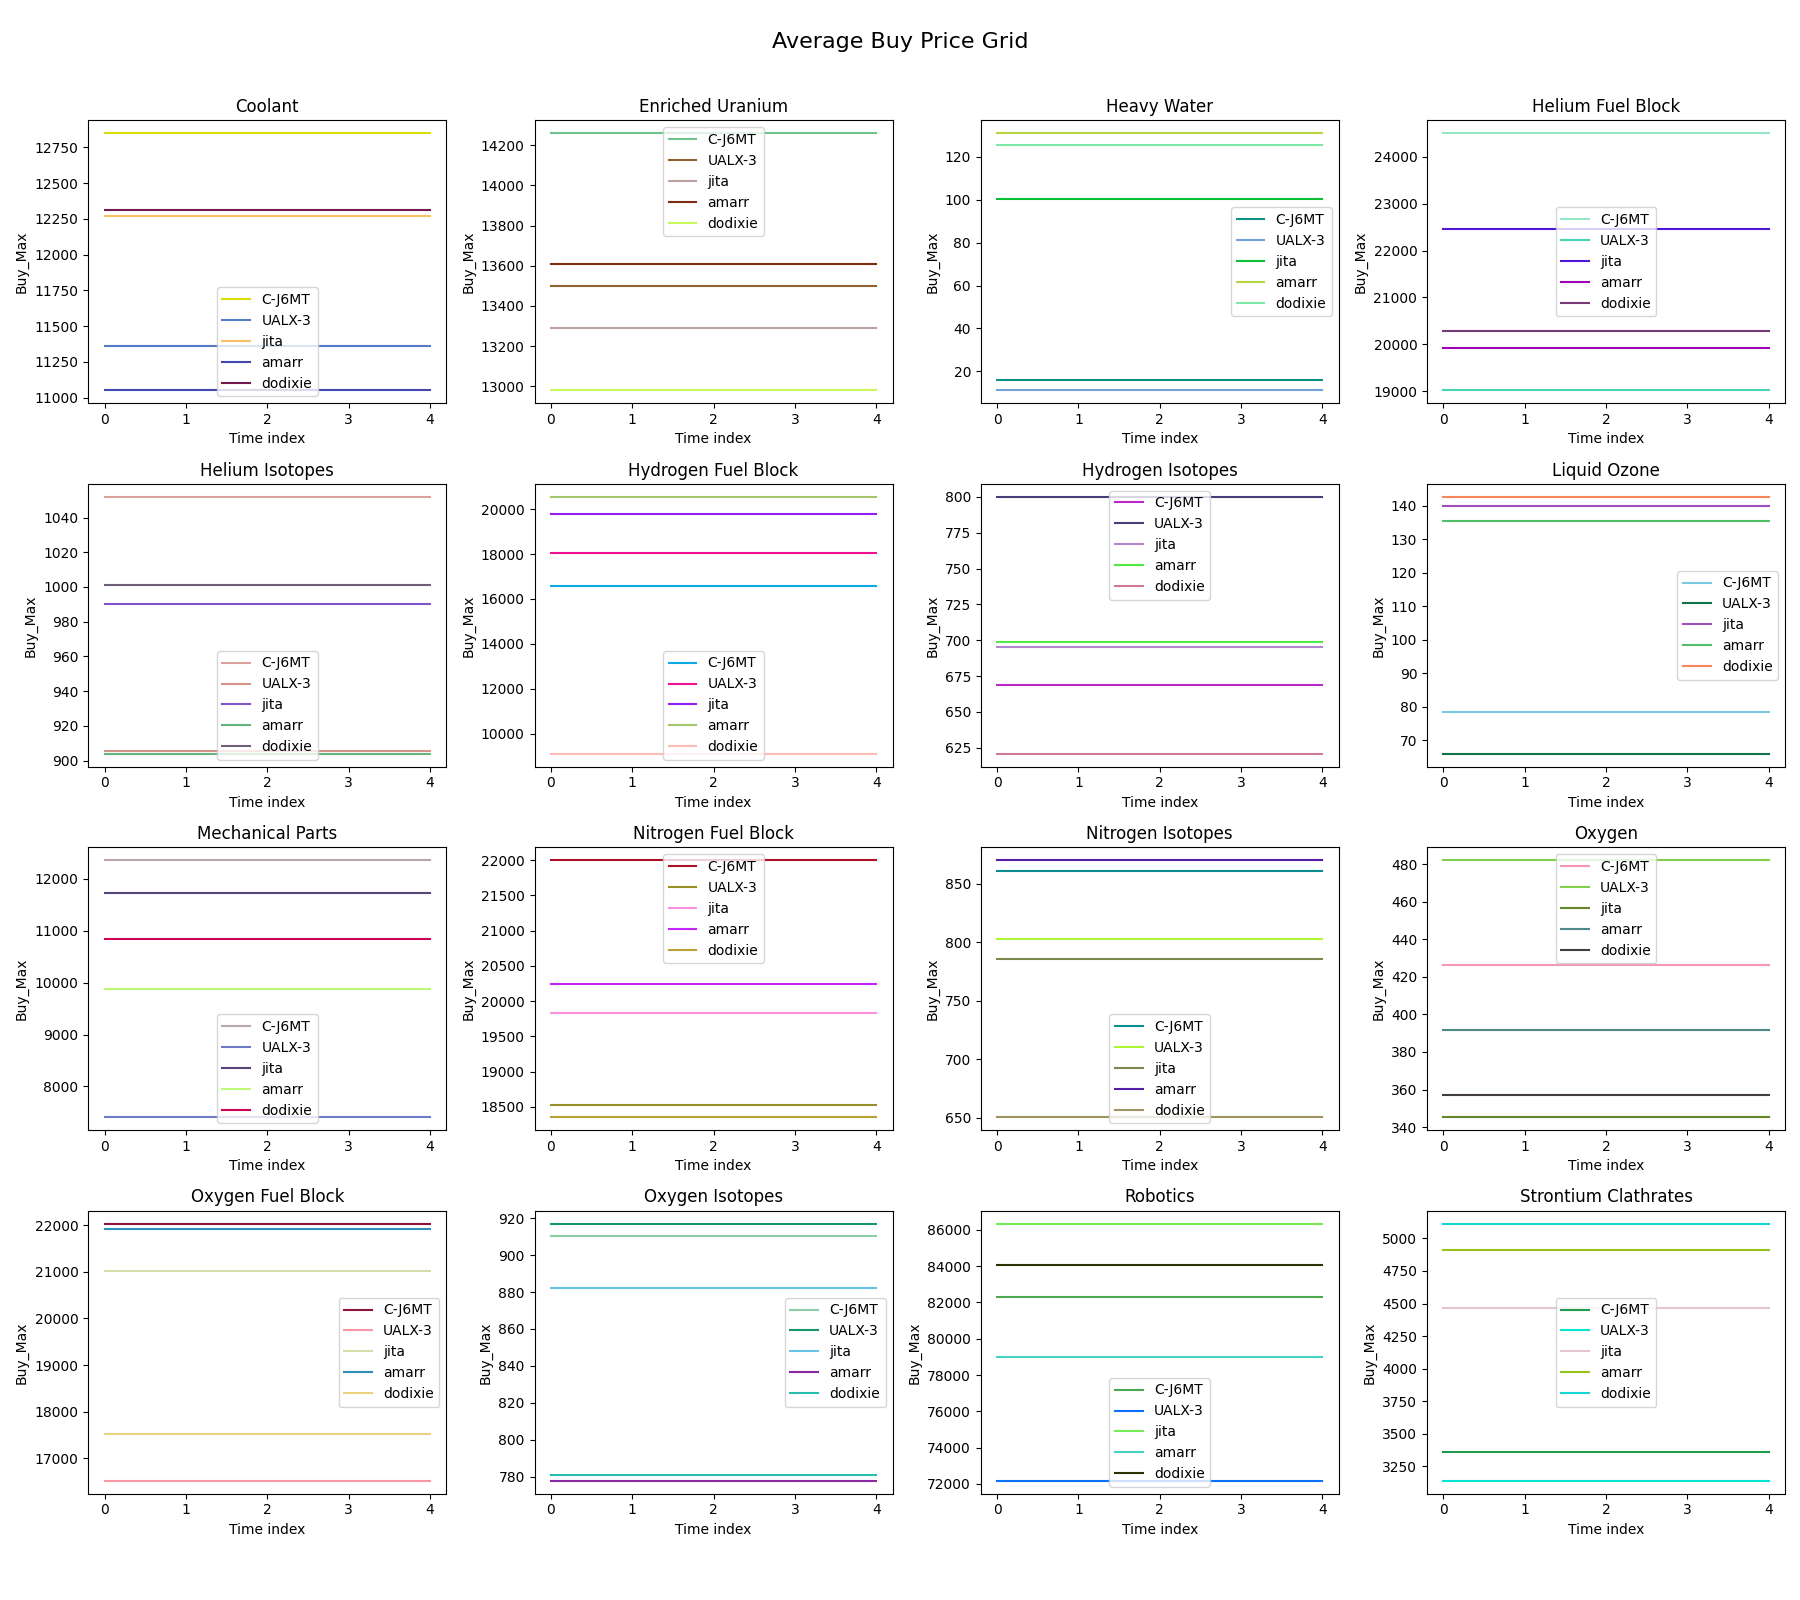 Average Buy Price Grid
Coolant
Buy_Max
12750
12500
12250
12000
11750
11500
11250
11000
C-J6MT
UALX-3
jita
amarr
dodixie
0 1 2 3 4
Time index
Enriched Uranium
Buy_Max
14200
14000
13800
13600
13400
13200
13000
C-J6MT
UALX-3
jita
amarr
dodixie
0 1 2 3 4
Time index
Heavy Water
Buy_Max
120
100
80
60
40
20
C-J6MT
UALX-3
jita
amarr
dodixie
0 1 2 3 4
Time index
Helium Fuel Block
Buy_Max
24000
23000
22000
21000
20000
19000
C-J6MT
UALX-3
jita
amarr
dodixie
0 1 2 3 4
Time index
Helium Isotopes
Buy_Max
1040
1020
1000
980
960
940
920
900
C-J6MT
UALX-3
jita
amarr
dodixie
0 1 2 3 4
Time index
Hydrogen Fuel Block
Buy_Max
20000
18000
16000
14000
12000
10000
C-J6MT
UALX-3
jita
amarr
dodixie
0 1 2 3 4
Time index
Hydrogen Isotopes
Buy_Max
800
775
750
725
700
675
650
625
C-J6MT
UALX-3
jita
amarr
dodixie
0 1 2 3 4
Time index
Liquid Ozone
Buy_Max
140
130
120
110
100
90
80
70
C-J6MT
UALX-3
jita
amarr
dodixie
0 1 2 3 4
Time index
Mechanical Parts
Buy_Max
12000
11000
10000
9000
8000
C-J6MT
UALX-3
jita
amarr
dodixie
0 1 2 3 4
Time index
Nitrogen Fuel Block
Buy_Max
22000
21500
21000
20500
20000
19500
19000
18500
C-J6MT
UALX-3
jita
amarr
dodixie
0 1 2 3 4
Time index
Nitrogen Isotopes
Buy_Max
850
800
750
700
650
C-J6MT
UALX-3
jita
amarr
dodixie
0 1 2 3 4
Time index
Oxygen
Buy_Max
480
460
440
420
400
380
360
340
C-J6MT
UALX-3
jita
amarr
dodixie
0 1 2 3 4
Time index
Oxygen Fuel Block
Buy_Max
22000
21000
20000
19000
18000
17000
C-J6MT
UALX-3
jita
amarr
dodixie
0 1 2 3 4
Time index
Oxygen Isotopes
Buy_Max
920
900
880
860
840
820
800
780
C-J6MT
UALX-3
jita
amarr
dodixie
0 1 2 3 4
Time index
Robotics
Buy_Max
86000
84000
82000
80000
78000
76000
74000
72000
C-J6MT
UALX-3
jita
amarr
dodixie
0 1 2 3 4
Time index
Strontium Clathrates
Buy_Max
5000
4750
4500
4250
4000
3750
3500
3250
C-J6MT
UALX-3
jita
amarr
dodixie
0 1 2 3 4
Time index